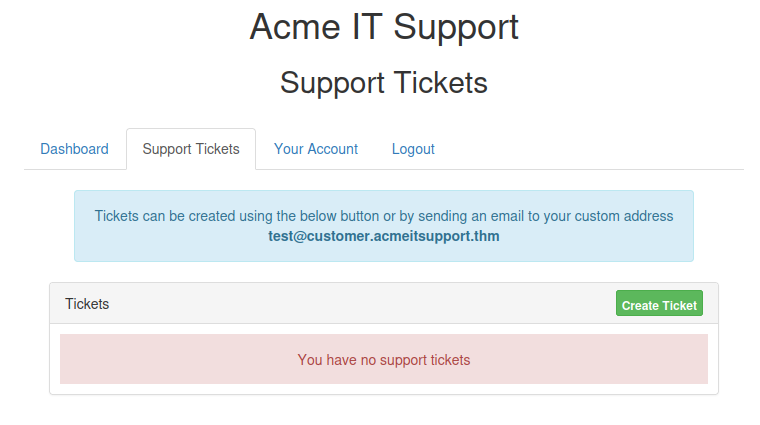 Acme IT Support
Support Tickets
Dashboard Support Tickets Your Account Logout
Tickets can be created using the below button or by sending an email to your custom address
test@customer.acmeitsupport.thm
Tickets Create Ticket
You have no support tickets